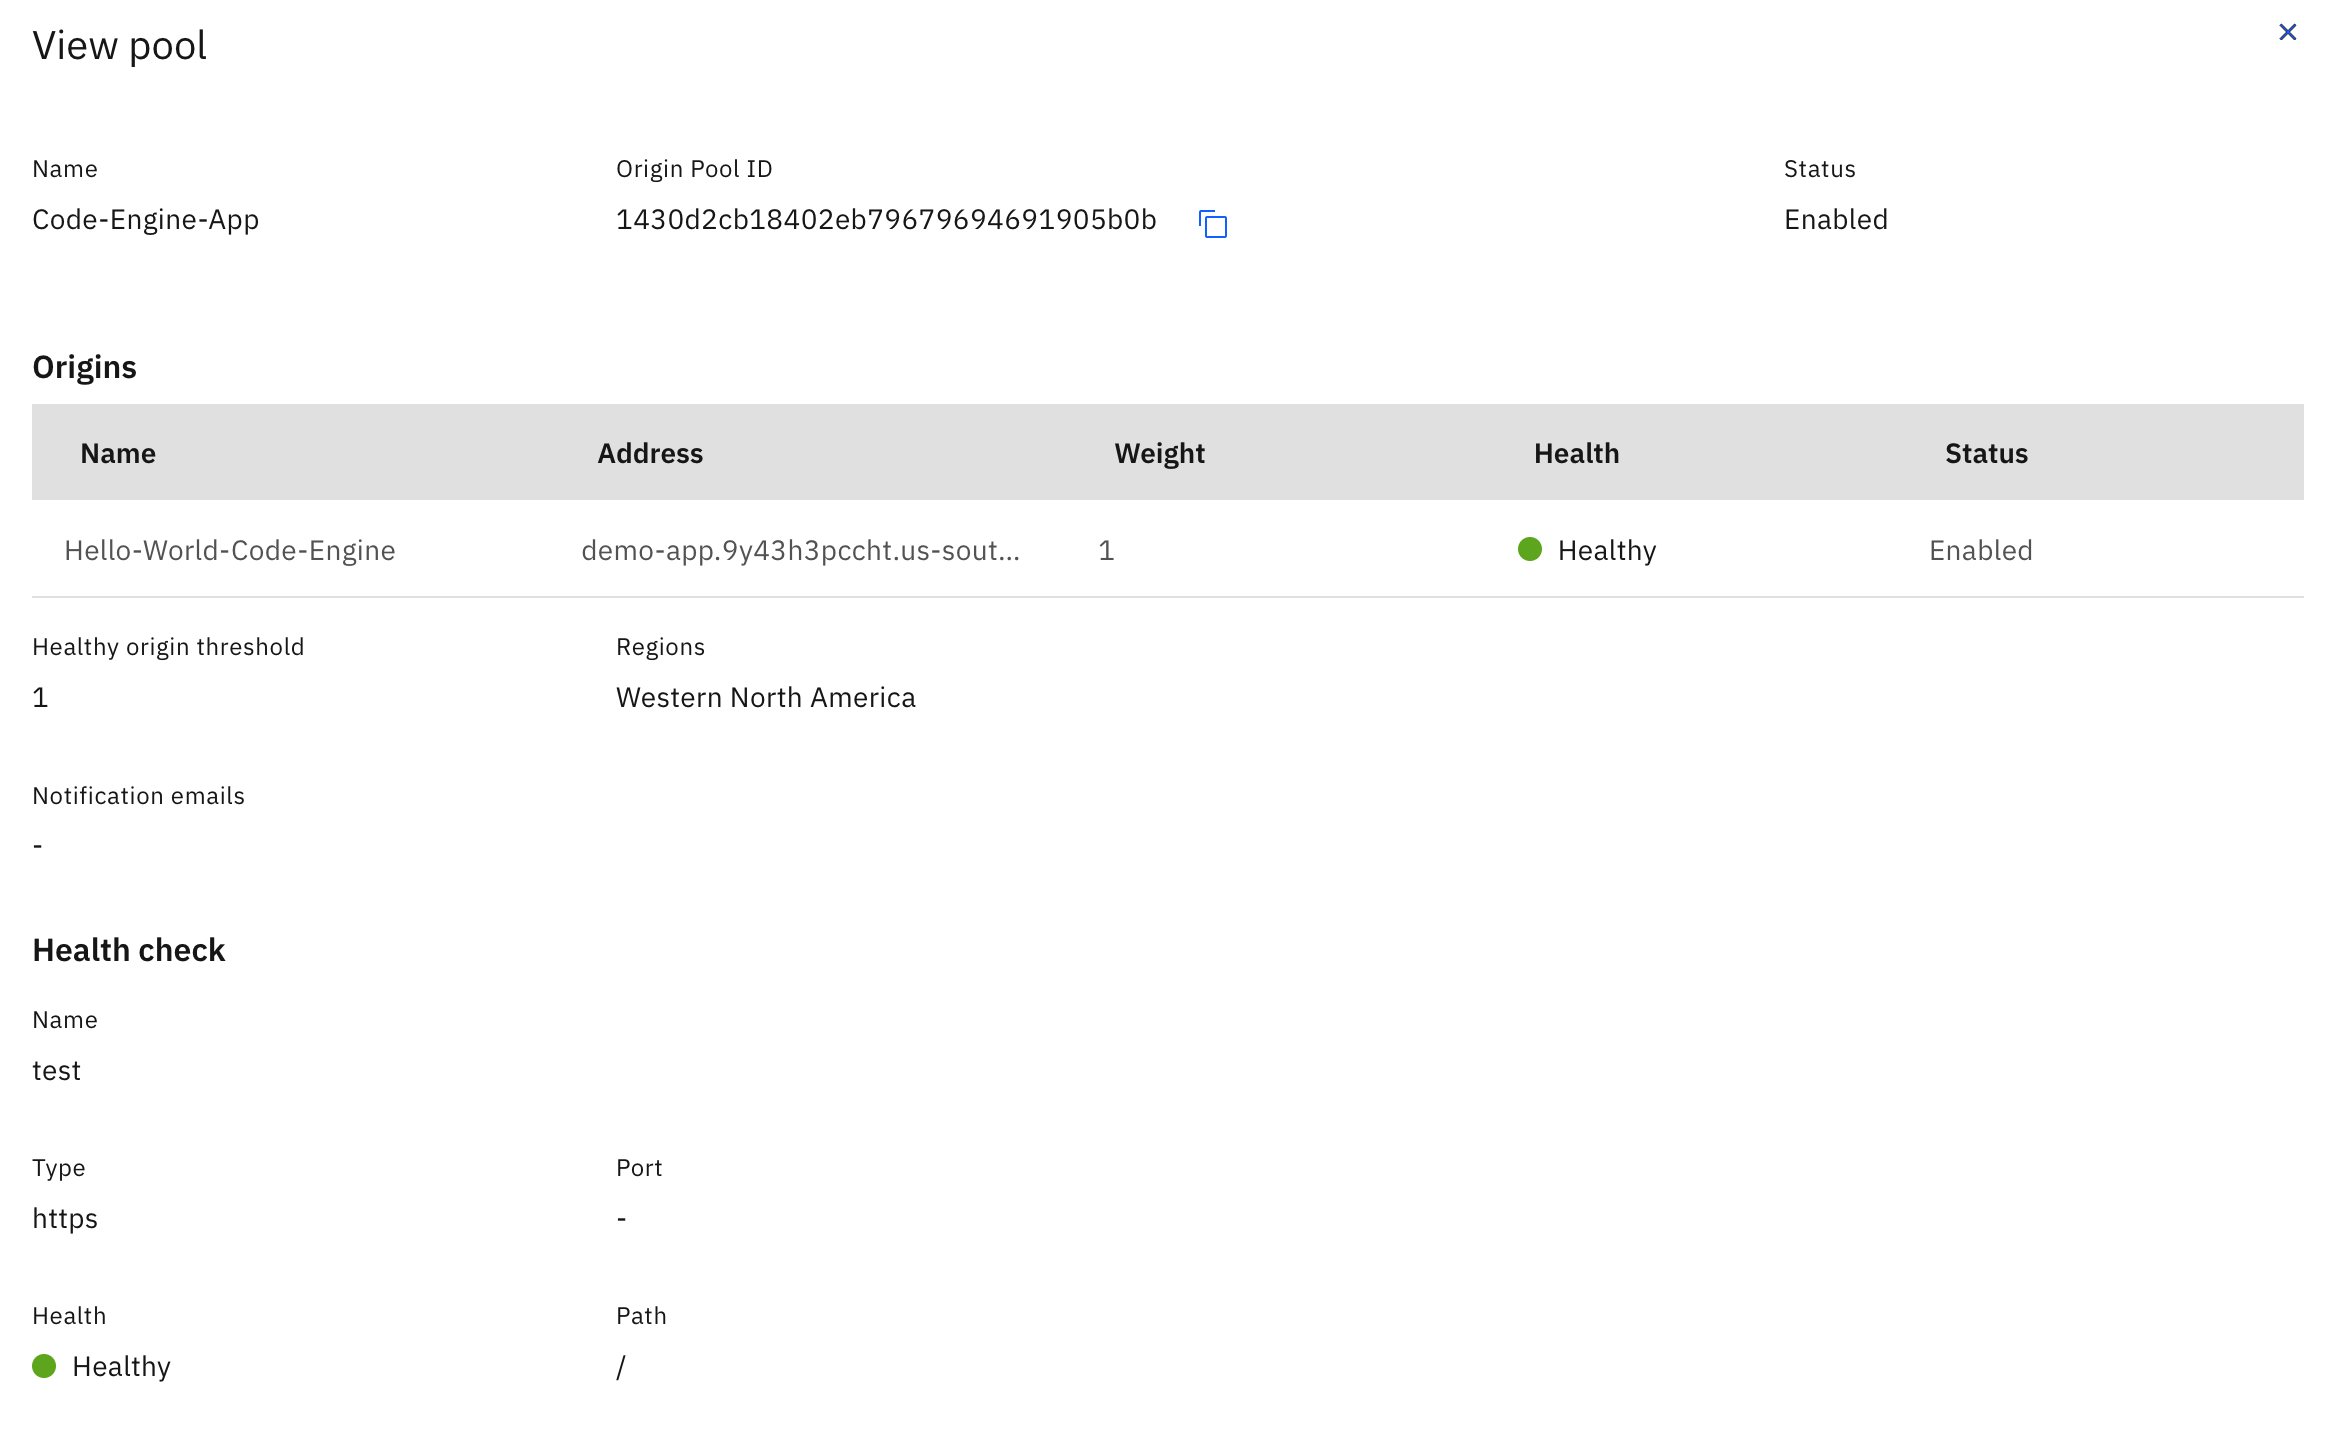 View pool
Name Origin Pool ID Status
Code-Engine-App 1430d2cb18402eb79679694691905b0b Enabled
Origins
Name Address Weight Health Status
Hello-World-Code-Engine demo-app.9y43h3pccht.us-sout... 1 Healthy Enabled
Healthy origin threshold Regions
1 Western North America
Notification emails
-
Health check
Name
test
Type Port
https -
Health Path
Healthy /